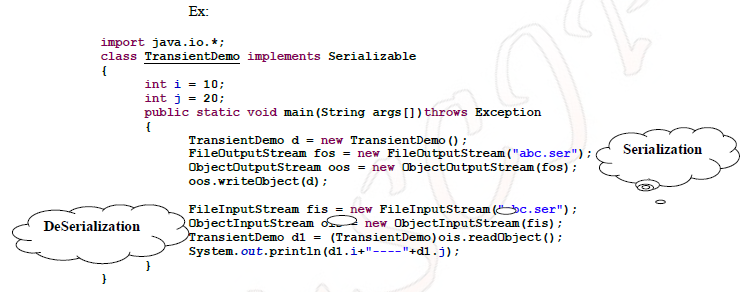 Ex:
import java.io.*;
class TransientDemo implements Serializable
{
int i = 10;
int j = 20;
public static void main(String args[])throws Exception
{
TransientDemo d = new TransientDemo();
FileOutputStream fos = new FileOutputStream("abc.ser");
ObjectOutputStream oos = new ObjectOutputStream(fos);
oos.writeObject(d);
Serialization
FileInputStream fis = new FileInputStream(" bc.ser");
ObjectInputStream = new ObjectInputStream(fis);
TransientDemo d1 = (TransientDemo)ois.readObject();
System.out.println(d1.i+"----"+d1.j);
DeSerialization
}
}